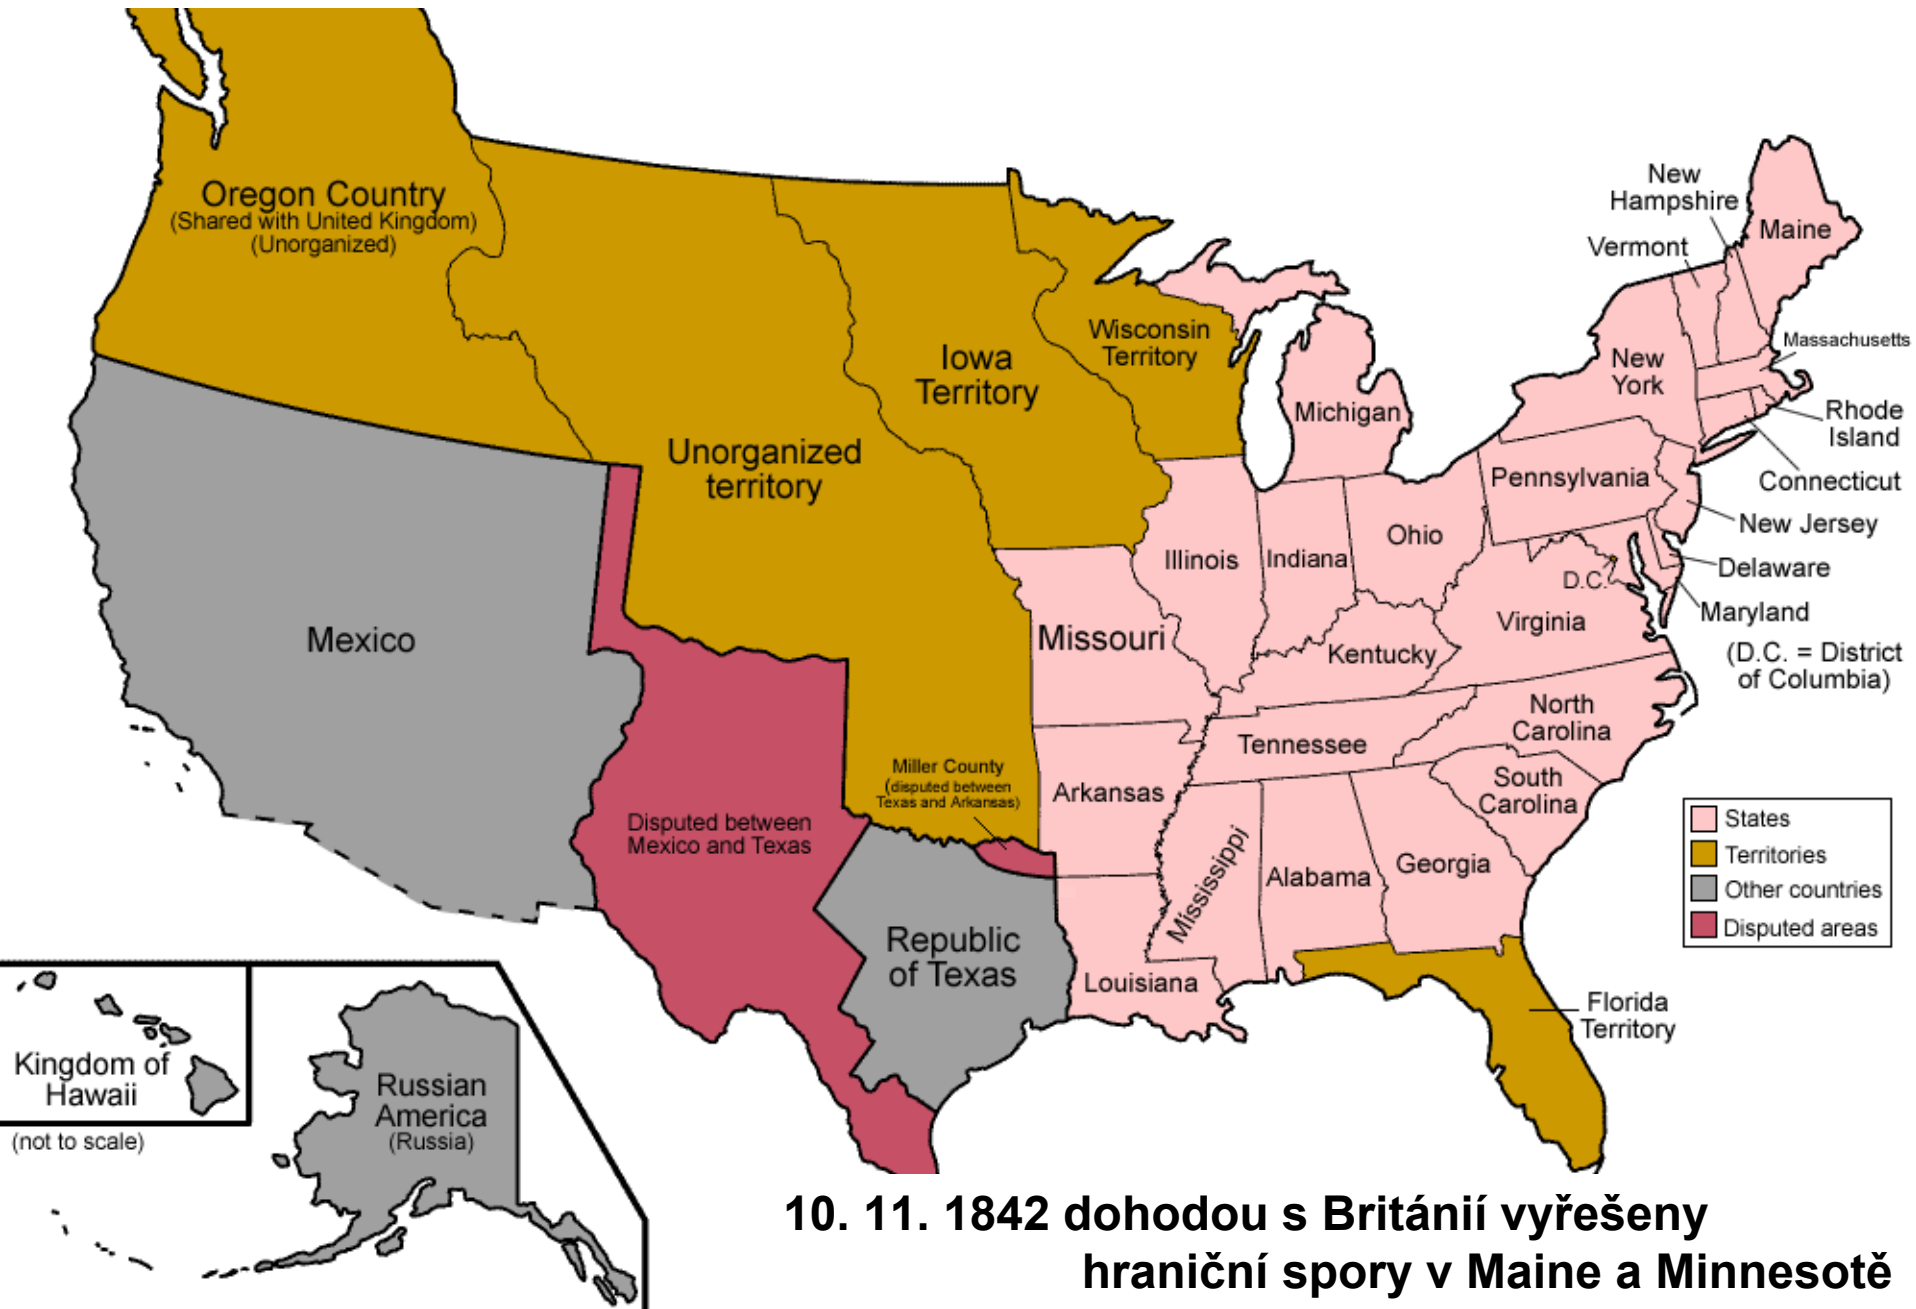 Oregon Country
(Shared with United Kingdom)
(Unorganized)
Unorganized
territory
Iowa
Territory
Wisconsin
Territory
Michigan
New
Hampshire
Vermont
Maine
Massachusetts
New
York
Rhode
Island
Connecticut
Pennsylvania
New Jersey
Delaware
Maryland
(D.C. = District
of Columbia)
D.C.
Ohio
Indiana
Illinois
Virginia
Kentucky
Missouri
Mexico
North
Carolina
Tennessee
South
Carolina
Arkansas
Miller County
(disputed between
Texas and Arkansas)
Disputed between
Mexico and Texas
Mississippi
Alabama
Georgia
Republic
of Texas
Louisiana
Florida
Territory
States
Territories
Other countries
Disputed areas
Kingdom of
Hawaii
(not to scale)
Russian
America
(Russia)
10. 11. 1842 dohodou s Británií vyřešeny
hraniční spory v Maine a Minnesotě